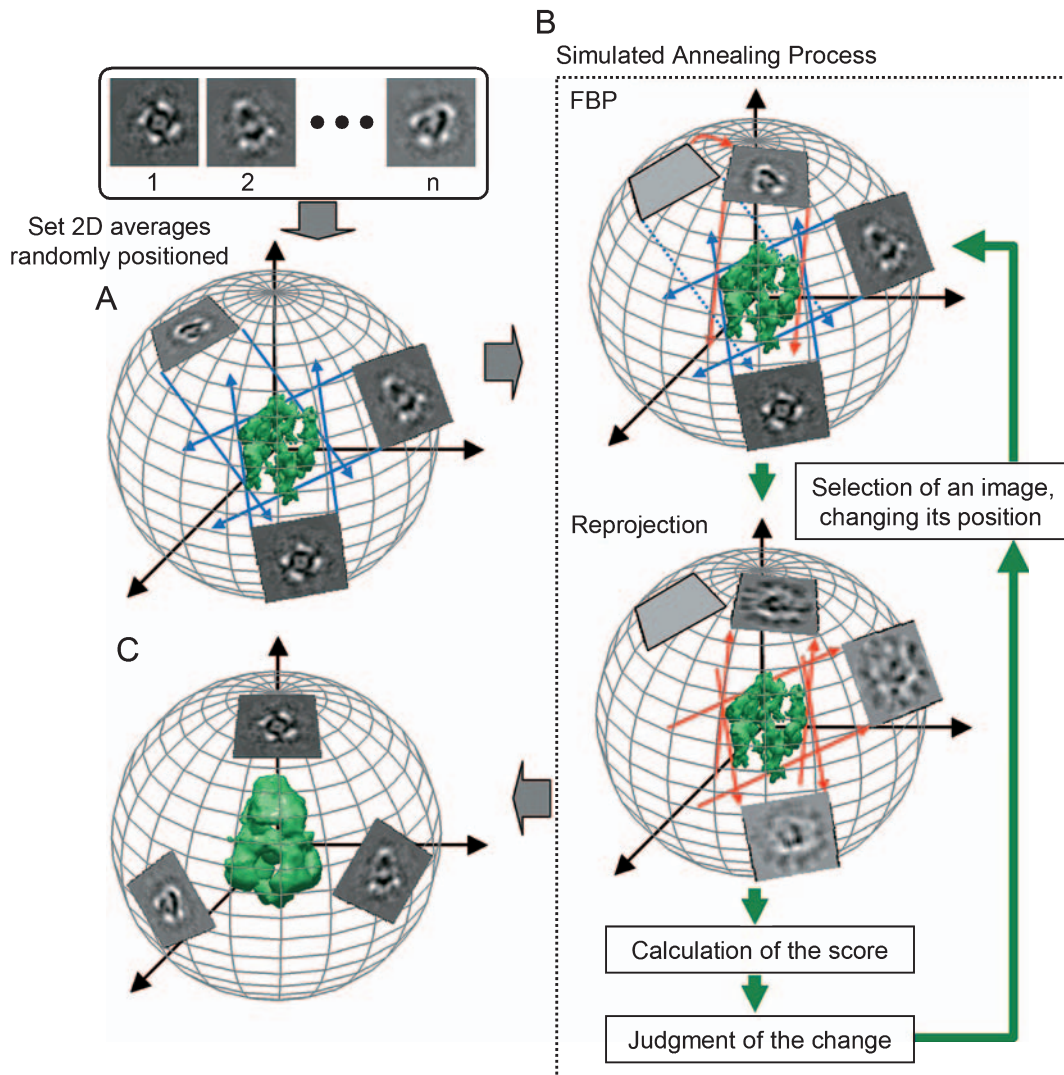 B
Simulated Annealing Process
FBP
1 2 n
Set 2D averages
randomly positioned
A
Selection of an image,
changing its position
Reprojection
C
Calculation of the score
Judgment of the change